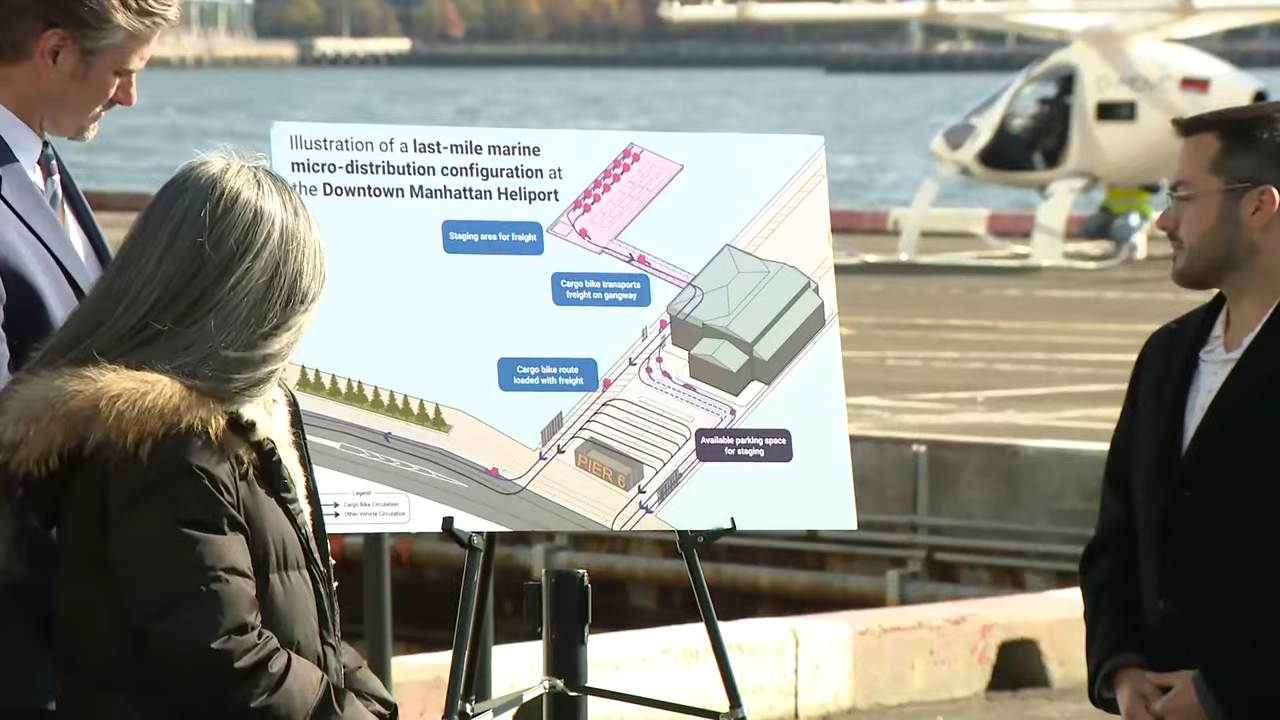 Illustration of a last-mile marine
micro-distribution configuration at
the Downtown Manhattan Heliport
Staging area for freight
Cargo bike transports
freight on gangway
Cargo bike route
loaded with freight
Available parking space
for staging
PIER 6
Legend
Cargo Bike Circulation
Other Vehicle Circulation